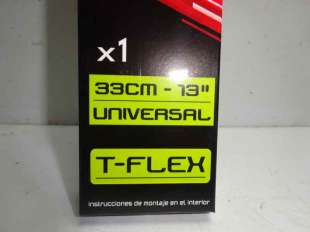 x1
33CM - 13"
UNIVERSAL
T-FLEX
instrucciones de montaje en el interior